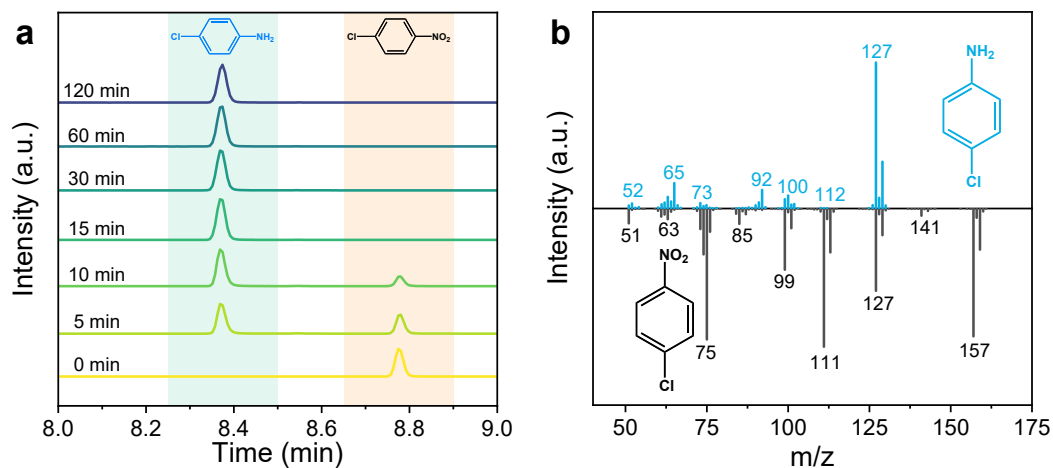 a
Cl
NH₂
Cl
NO₂
120 min
60 min
30 min
15 min
10 min
5 min
0 min
Intensity (a.u.)
8.0 8.2 8.4 8.6 8.8 9.0
Time (min)
b
NH₂
Cl
127
52 65 73 92 100 112
51 63 85 141
NO₂
Cl
99
127
75
111
157
Intensity (a.u.)
50 75 100 125 150 175
m/z